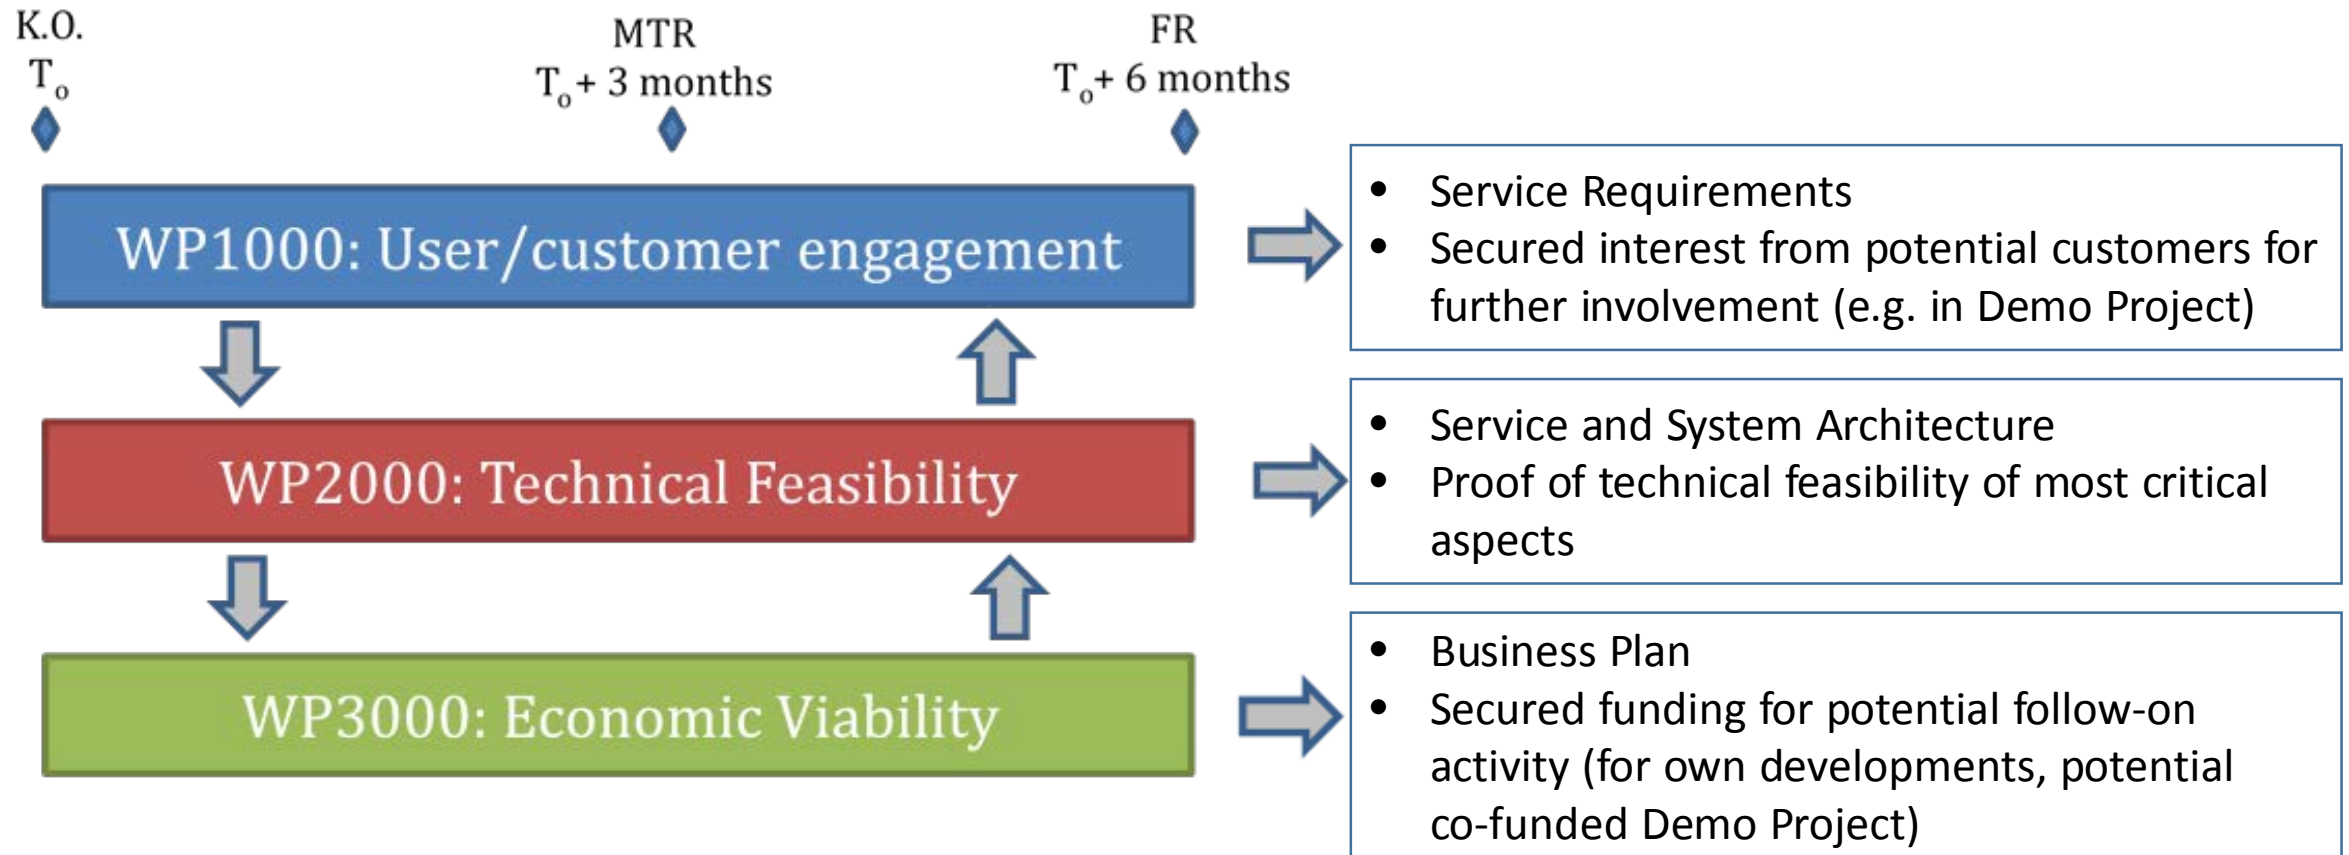 K.O.
Tₒ
MTR
Tₒ+ 3 months
FR
Tₒ+ 6 months
WP1000: User/customer engagement
• Service Requirements
• Secured interest from potential customers for
further involvement (e.g. in Demo Project)
WP2000: Technical Feasibility
• Service and System Architecture
• Proof of technical feasibility of most critical
aspects
WP3000: Economic Viability
• Business Plan
• Secured funding for potential follow-on
activity (for own developments, potential
co-funded Demo Project)